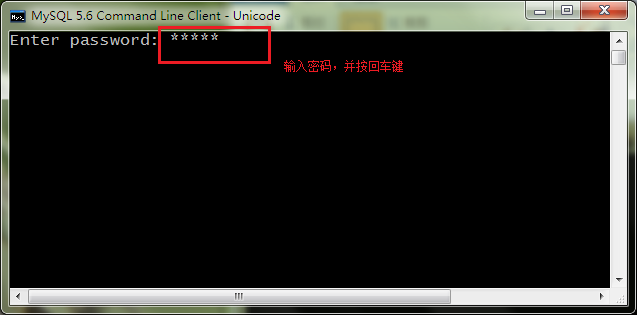 MySQL 5.6 Command Line Client - Unicode
Enter password: *****
输入密码，并按回车键